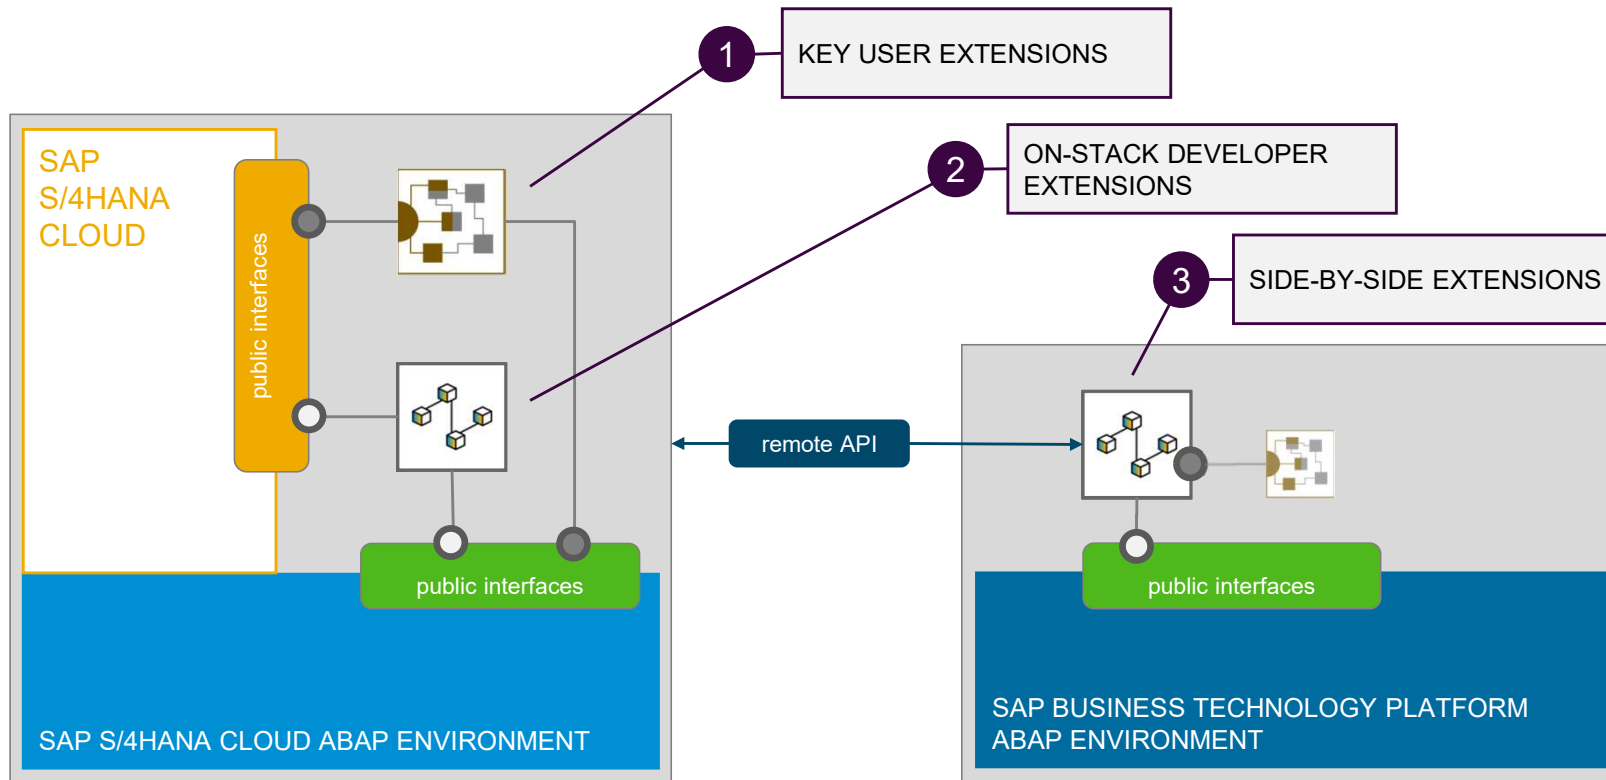 1
KEY USER EXTENSIONS
2
ON-STACK DEVELOPER
EXTENSIONS
SAP
S/4HANA
CLOUD
public interfaces
3
SIDE-BY-SIDE EXTENSIONS
remote API
public interfaces
public interfaces
SAP S/4HANA CLOUD ABAP ENVIRONMENT
SAP BUSINESS TECHNOLOGY PLATFORM
ABAP ENVIRONMENT